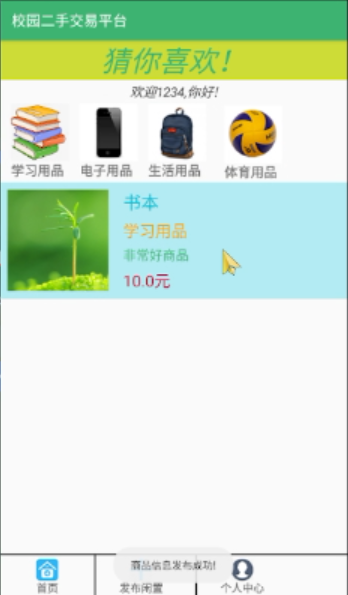 校园二手交易平台
猜你喜欢!
欢迎1234,你好!
学习用品 电子用品 生活用品 体育用品
书本
学习用品
非常好商品
10.0元
商品信息发布成功!
首页 发布闲置 个人中心